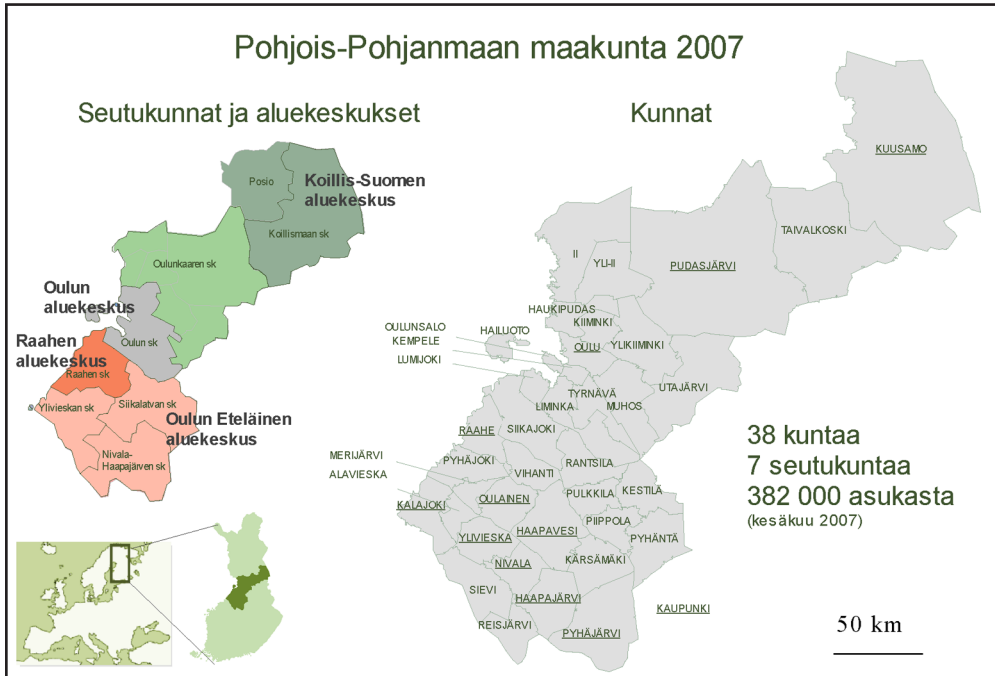 Pohjois-Pohjanmaan maakunta 2007
Seutukunnat ja aluekeskukset
Kunnat
Posio
Koillis-Suomen
aluekeskus
Koillismaan sk
Oulunkaaren sk
Oulun
aluekeskus
Oulun sk
Raahen
aluekeskus
Raahen sk
Ylivieskan sk
Siikalatvan sk
Oulun Eteläinen
aluekeskus
Nivala-
Haapajärven sk
KUUSAMO
TAIVALKOSKI
PUDASJÄRVI
II
YLI-II
HAUKIPUDAS
KIIMINKI
OULUNSALO
KEMPELE
HAILUOTO
OULU
YLIKIIMINKI
LUMIJOKI
UTAJÄRVI
TYRNÄVÄ
LIMINKA
MUHOS
RAAHE
SIIKAJOKI
MERIJÄRVI
PYHÄJOKI
RANTSILA
ALAVIESKA
VIHANTI
KALAJOKI
OULAINEN
PULKKILA
KESTILÄ
YLIVIESKA
HAAPAVESI
PIIPPOLA
PYHÄNTÄ
NIVALA
KÄRSÄMÄKI
SIEVI
HAAPAJÄRVI
REISJÄRVI
PYHÄJÄRVI
38 kuntaa
7 seutukuntaa
382 000 asukasta
(kesäkuu 2007)
KAUPUNKI
50 km